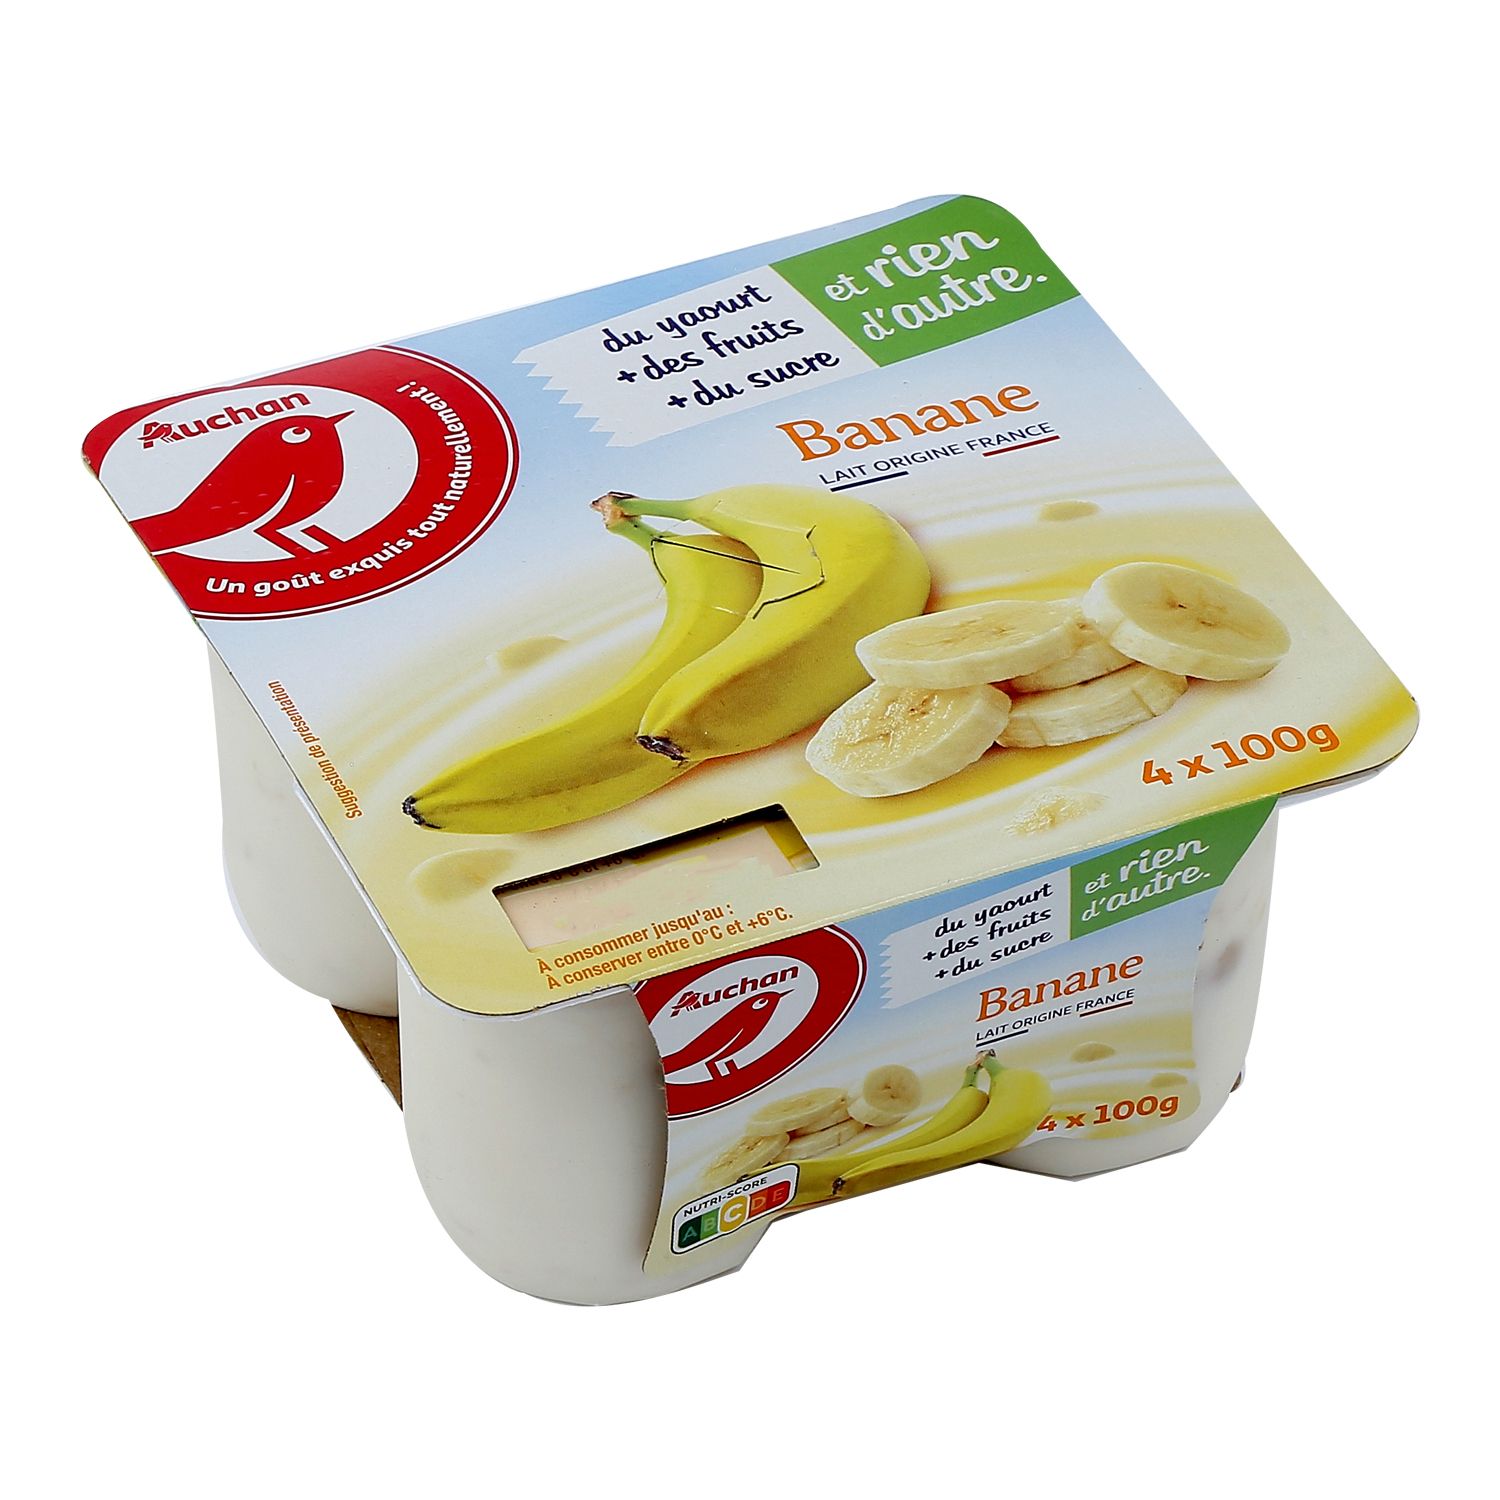 du yaourt
+ des fruits
+ du sucre
et rien
d'autre.
Auchan
Un goût exquis tout naturellement !
Banane
LAIT ORIGINE FRANCE
Suggestion de présentation
4 x 100g
À consommer jusqu'au :
À conserver entre 0°C et +6°C.
du yaourt
+ des fruits
+ du sucre
et rien
d'autre.
Auchan
Banane
LAIT ORIGINE FRANCE
4 x 100g
NUTRI-SCORE
A B C D E